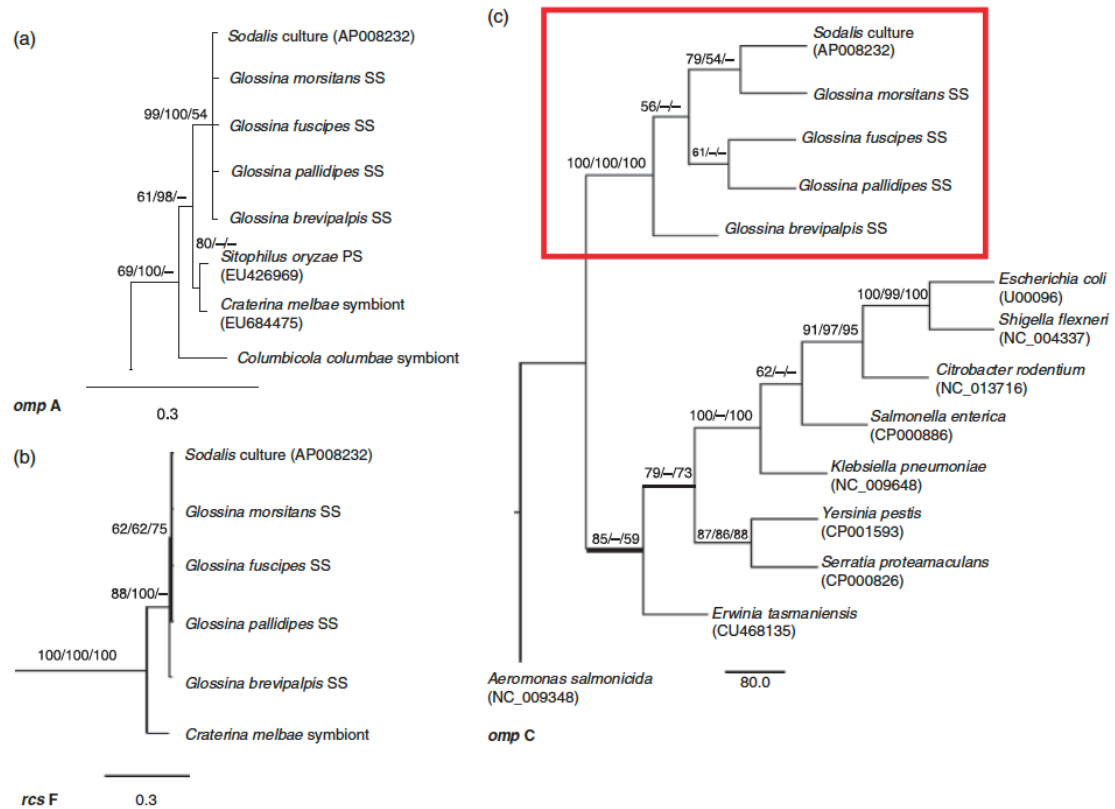 (a)
Sodalis culture (AP008232)
Glossina morsitans SS
99/100/54
Glossina fuscipes SS
Glossina pallidipes SS
61/98/–
Glossina brevipalpis SS
80/–/–
Sitophilus oryzae PS
(EU426969)
69/100/–
Craterina melbae symbiont
(EU684475)
Columbicola columbae symbiont
omp A
0.3
(b)
Sodalis culture (AP008232)
Glossina morsitans SS
62/62/75
Glossina fuscipes SS
88/100/–
Glossina pallidipes SS
100/100/100
Glossina brevipalpis SS
Craterina melbae symbiont
rcs F
0.3
(c)
Sodalis culture
(AP008232)
79/54/–
Glossina morsitans SS
56/–/–
Glossina fuscipes SS
61/–/–
100/100/100
Glossina pallidipes SS
Glossina brevipalpis SS
Escherichia coli
(U00096)
100/99/100
Shigella flexneri
(NC_004337)
91/97/95
Citrobacter rodentium
(NC_013716)
62/–/–
Salmonella enterica
(CP000886)
100/–/100
Klebsiella pneumoniae
(NC_009648)
79/–/73
Yersinia pestis
(CP001593)
87/86/88
85/–/59
Serratia proteamaculans
(CP000826)
Erwinia tasmaniensis
(CU468135)
Aeromonas salmonicida
(NC_009348)
80.0
omp C